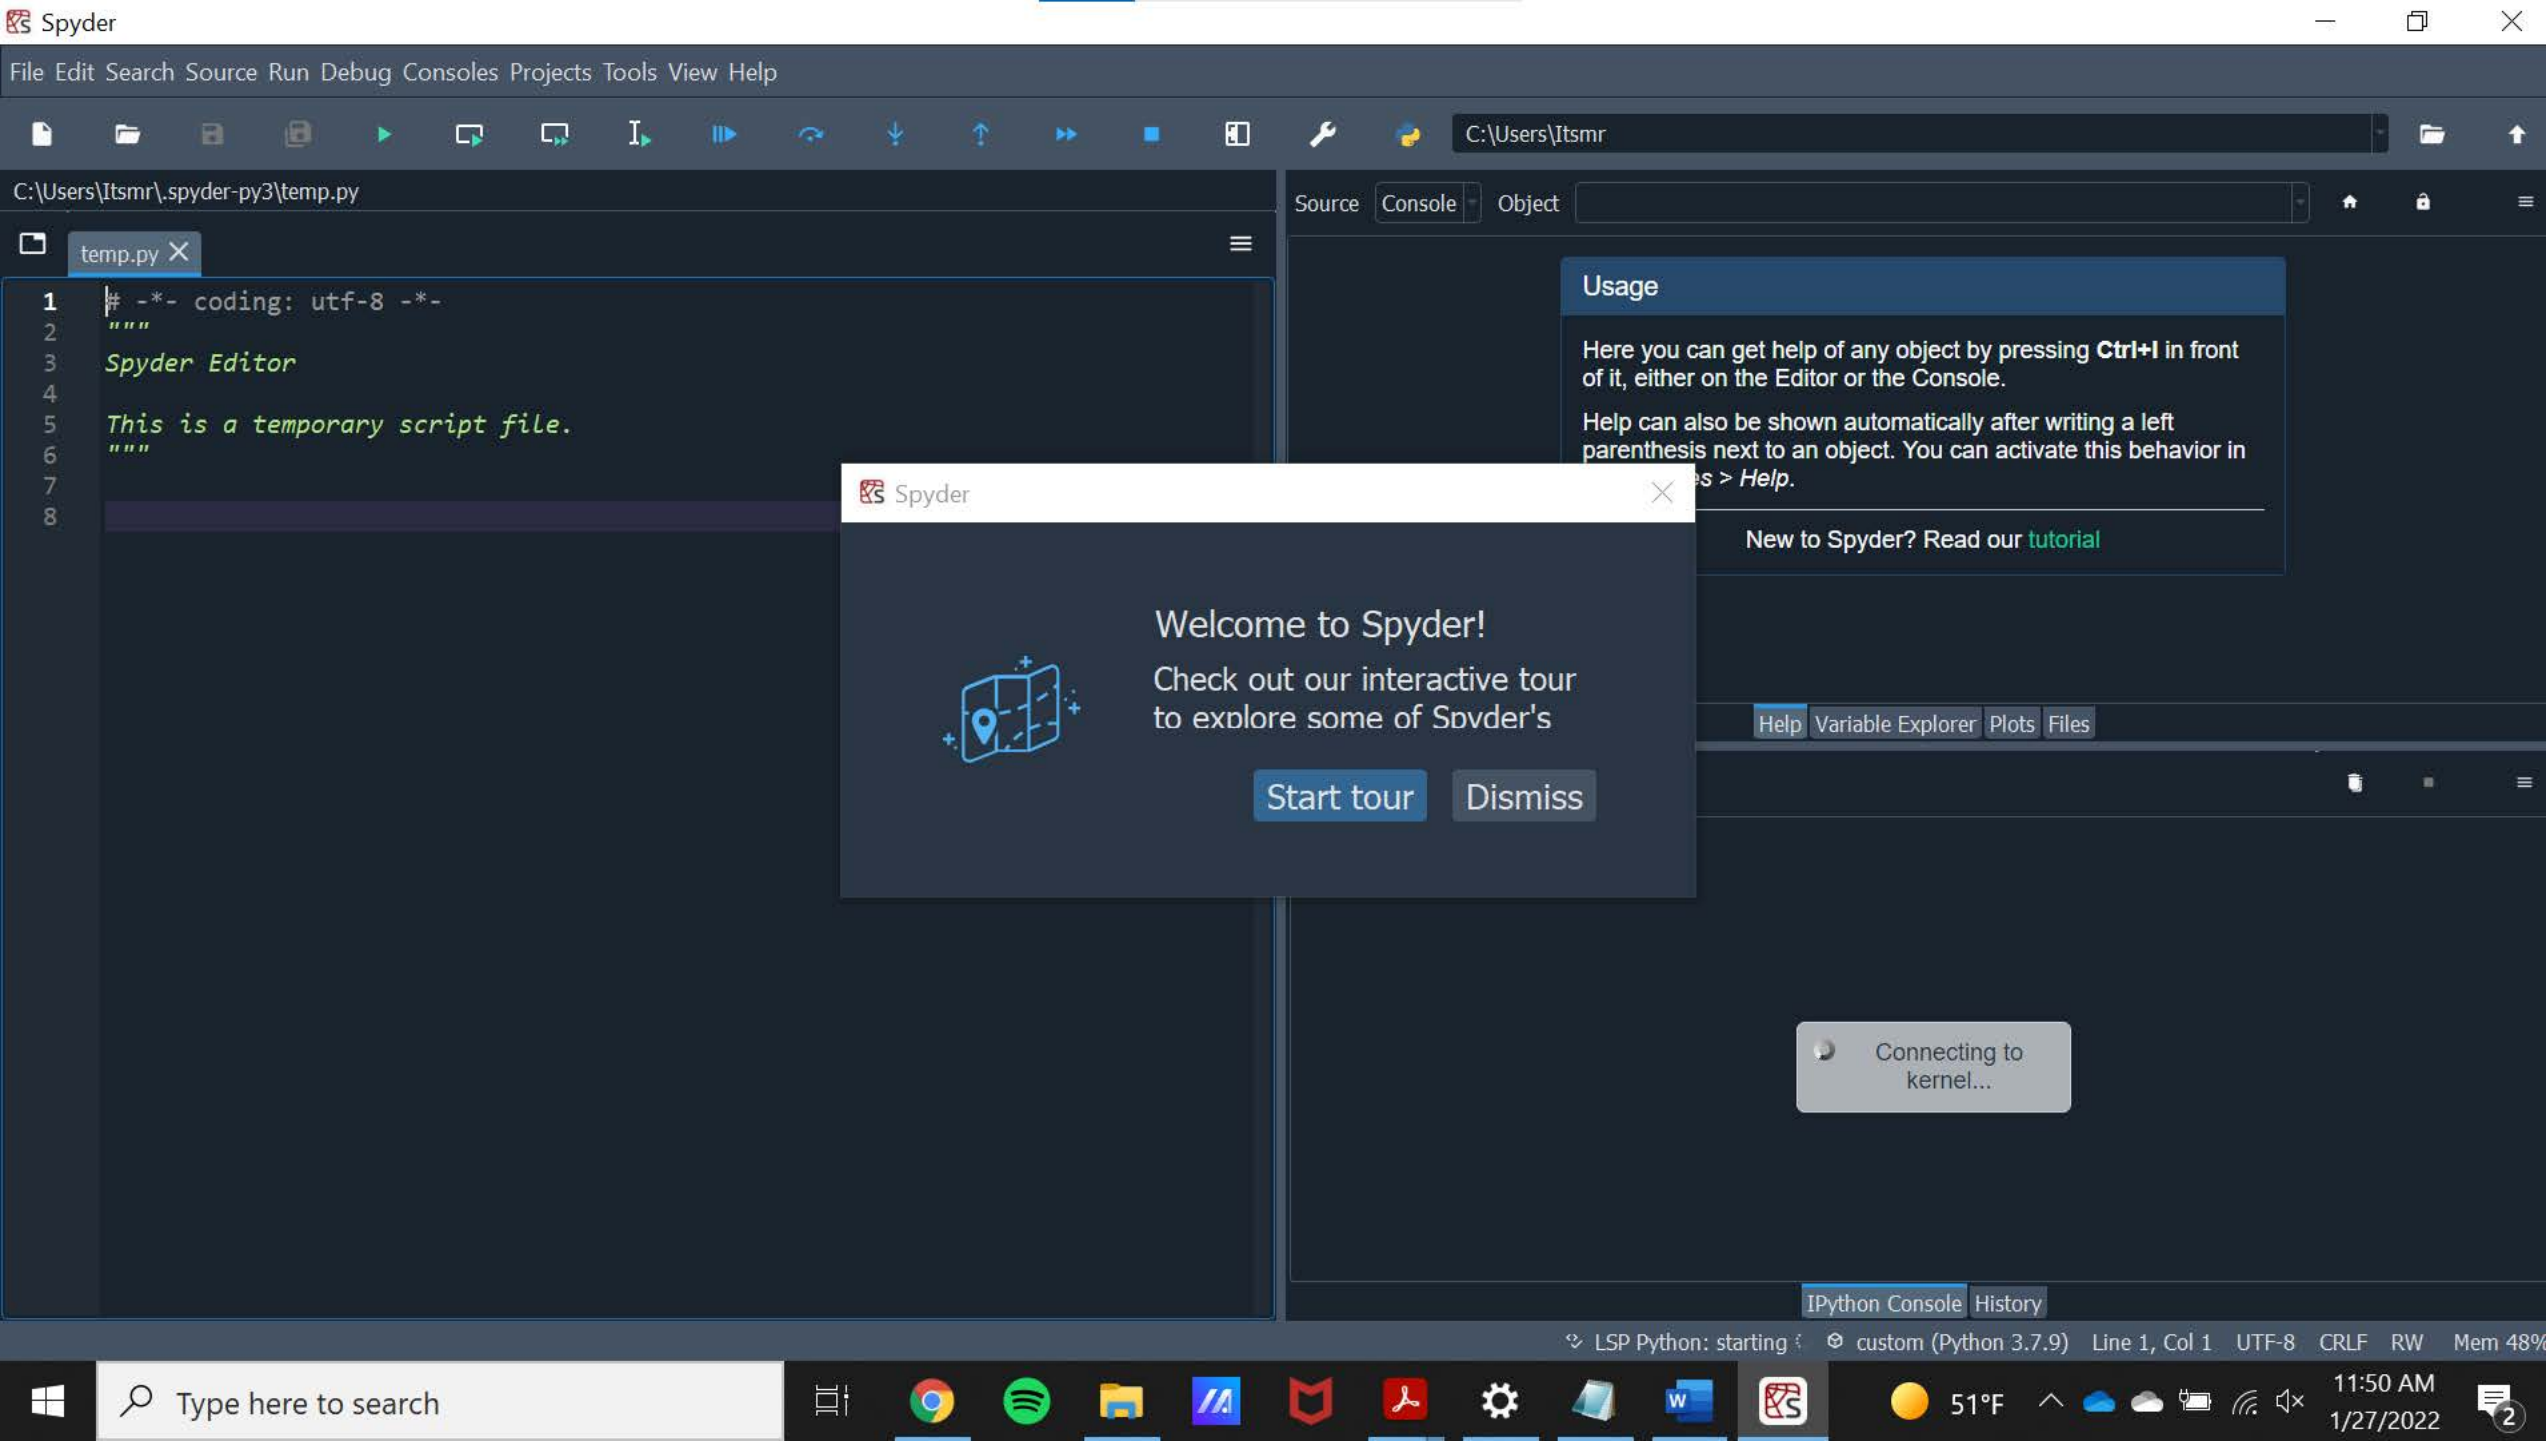 Spyder
File Edit Search Source Run Debug Consoles Projects Tools View Help
C:\Users\Itsmr
C:\Users\Itsmr\.spyder-py3\temp.py
temp.py
1 # -*- coding: utf-8 -*-
2 """
3 Spyder Editor
4
5 This is a temporary script file.
6 """
7
8
Source Console Object
Usage
Here you can get help of any object by pressing Ctrl+I in front
of it, either on the Editor or the Console.
Help can also be shown automatically after writing a left
parenthesis next to an object. You can activate this behavior in
s > Help.
New to Spyder? Read our tutorial
Spyder
Welcome to Spyder!
Check out our interactive tour
to explore some of Spyder's
Start tour Dismiss
Help Variable Explorer Plots Files
Connecting to
kernel...
IPython Console History
LSP Python: starting custom (Python 3.7.9) Line 1, Col 1 UTF-8 CRLF RW Mem 48%
Type here to search
51°F
11:50 AM
1/27/2022
2